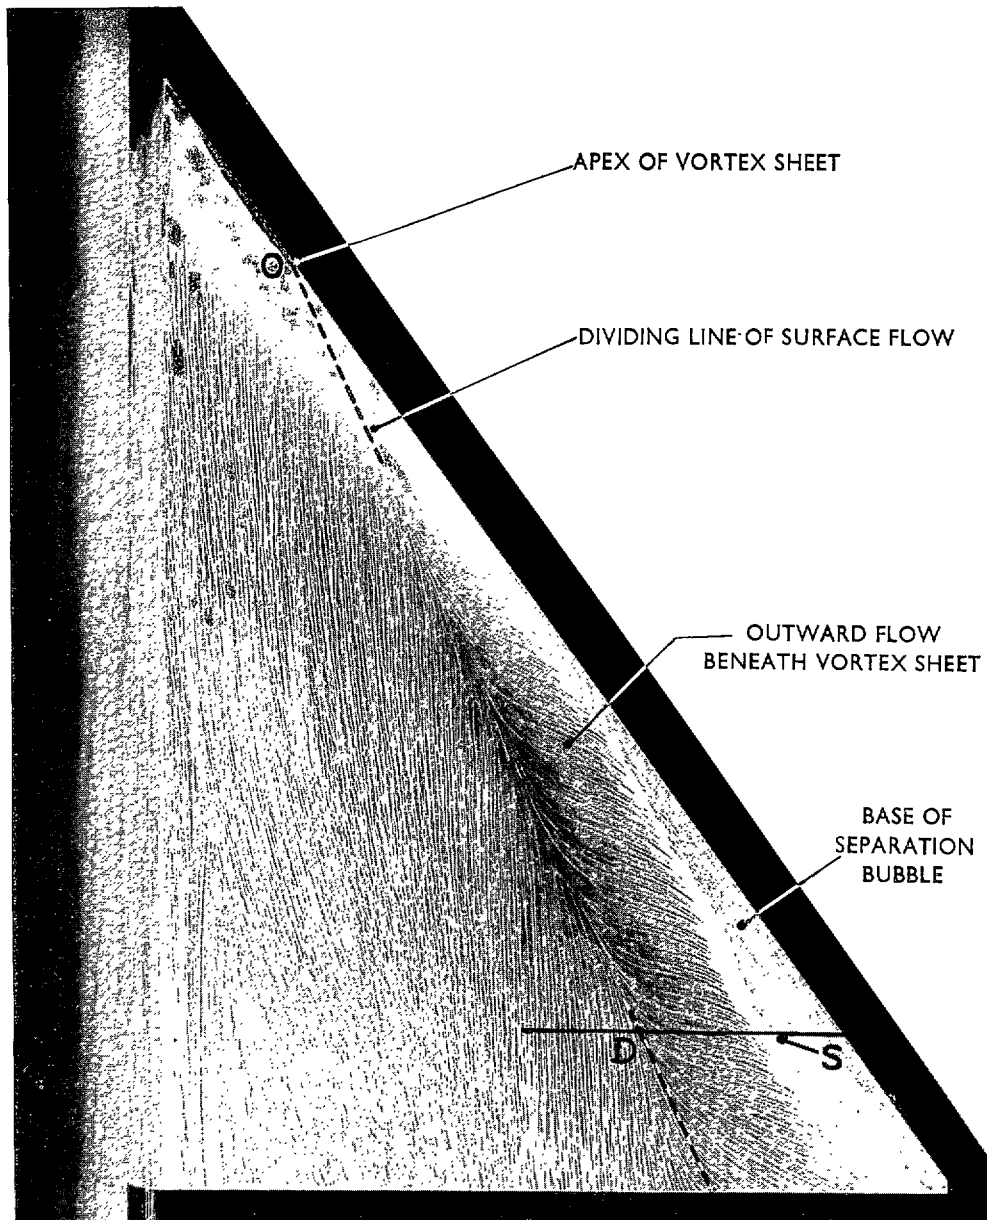 APEX OF VORTEX SHEET
O
DIVIDING LINE OF SURFACE FLOW
OUTWARD FLOW
BENEATH VORTEX SHEET
BASE OF
SEPARATION
BUBBLE
D
S